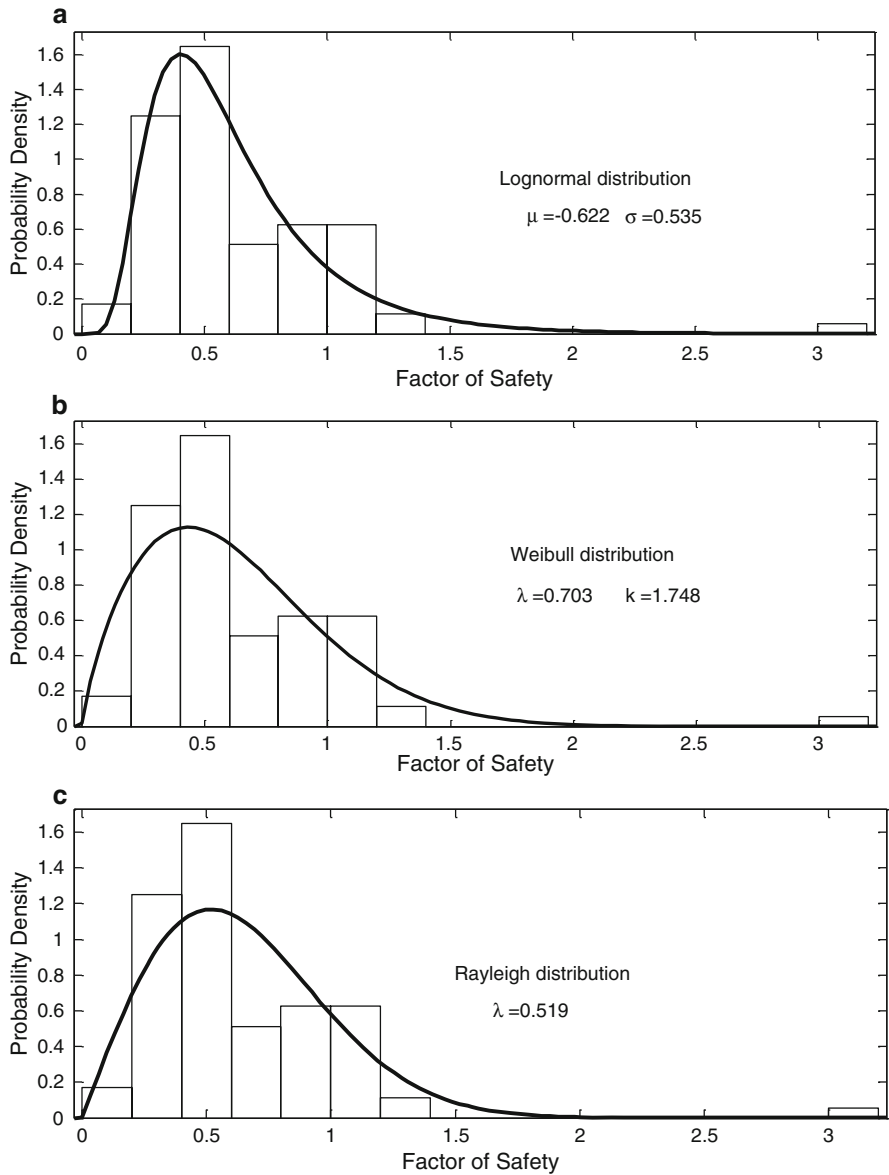 a
1.6
1.4
1.2
1
0.8
0.6
0.4
0.2
0
Probability Density
Lognormal distribution
μ =-0.622 σ =0.535
0 0.5 1 1.5 2 2.5 3
Factor of Safety
b
1.6
1.4
1.2
1
0.8
0.6
0.4
0.2
0
Probability Density
Weibull distribution
λ =0.703 k =1.748
0 0.5 1 1.5 2 2.5 3
Factor of Safety
c
1.6
1.4
1.2
1
0.8
0.6
0.4
0.2
0
Probability Density
Rayleigh distribution
λ =0.519
0 0.5 1 1.5 2 2.5 3
Factor of Safety